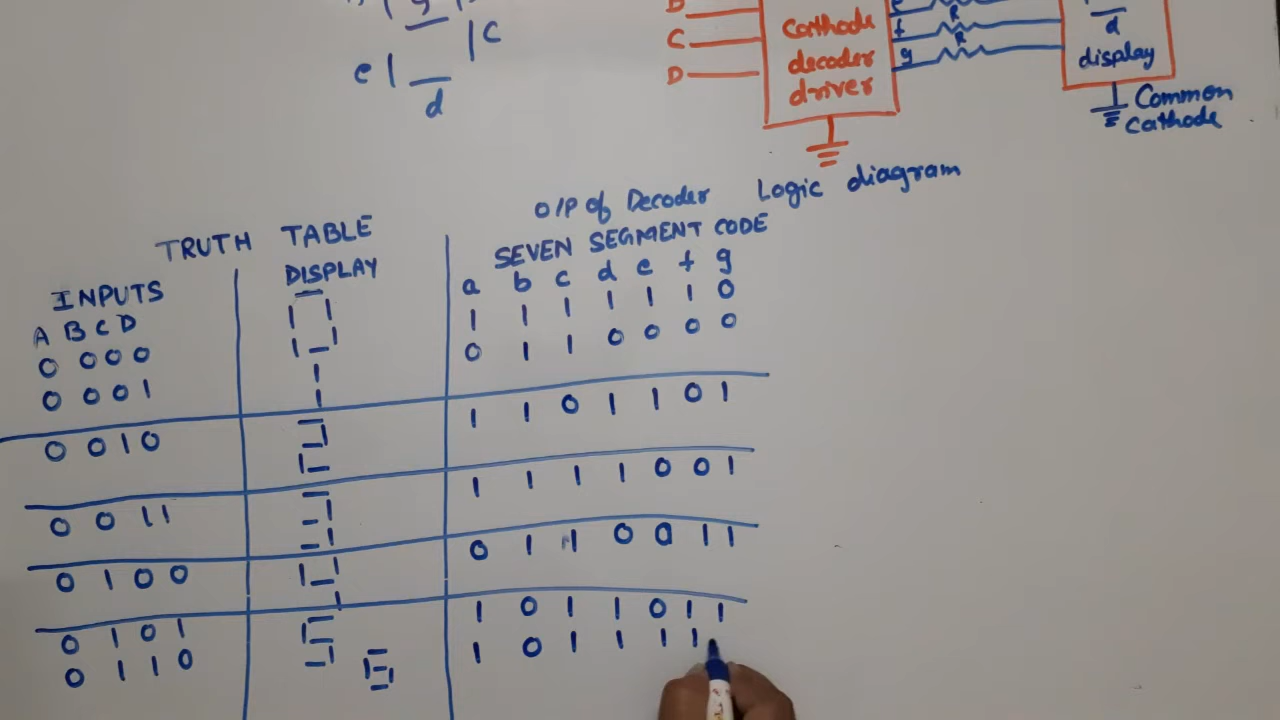 g
c
e
d
B
C
D
Cathode
decoder
driver
e
f
g
R
R
d
display
Common
cathode
O/P of Decoder Logic diagram
TRUTH TABLE
SEVEN SEGMENT CODE
INPUTS DISPLAY a b c d e f g
A B C D
1 1 1 1 1 1 0
0 0 0 0 0
0 1 1 0 0 0 0
0 0 0 1 1
0 0 1 0 2 1 1 0 1 1 0 1
0 0 1 1 3 1 1 1 1 0 0 1
0 1 0 0 4 0 1 1 0 0 1 1
0 1 0 1 5 1 0 1 1 0 1 1
0 1 1 0 6 1 0 1 1 1 1